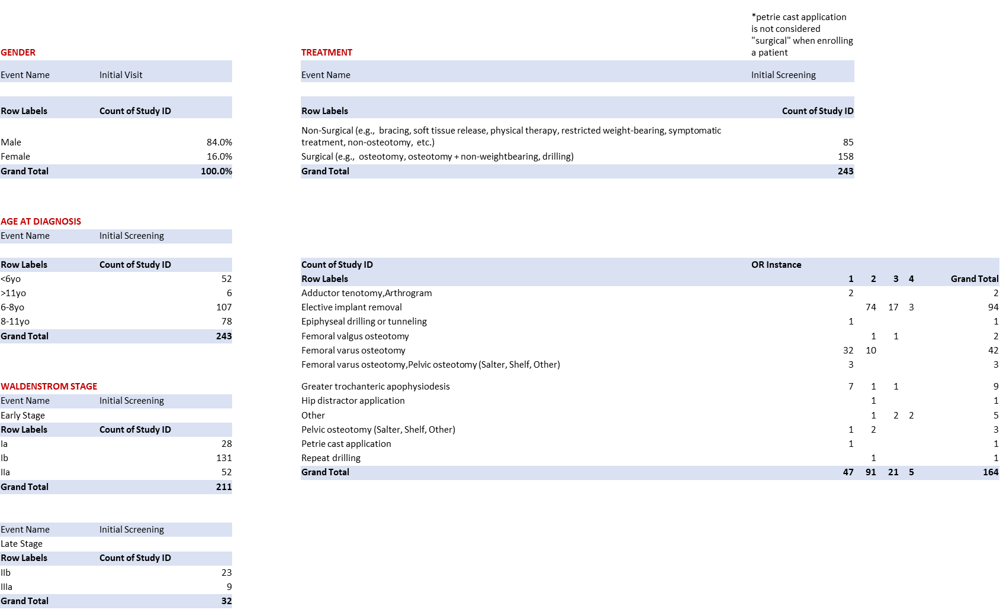 *petrie cast application
is not considered
"surgical" when enrolling
a patient
GENDER
Event Name Initial Visit
Row Labels Count of Study ID
Male 84.0%
Female 16.0%
Grand Total 100.0%
TREATMENT
Event Name Initial Screening
Row Labels Count of Study ID
Non-Surgical (e.g., bracing, soft tissue release, physical therapy, restricted weight-bearing, symptomatic
treatment, non-osteotomy, etc.) 85
Surgical (e.g., osteotomy, osteotomy + non-weightbearing, drilling) 158
Grand Total 243
AGE AT DIAGNOSIS
Event Name Initial Screening
Row Labels Count of Study ID
<6yo 52
>11yo 6
6-8yo 107
8-11yo 78
Grand Total 243
WALDENSTROM STAGE
Event Name Initial Screening
Early Stage
Row Labels Count of Study ID
Ia 28
Ib 131
IIa 52
Grand Total 211
Event Name Initial Screening
Late Stage
Row Labels Count of Study ID
IIb 23
IIIa 9
Grand Total 32
Count of Study ID OR Instance
Row Labels 1 2 3 4 Grand Total
Adductor tenotomy,Arthrogram 2 2
Elective implant removal 74 17 3 94
Epiphyseal drilling or tunneling 1 1
Femoral valgus osteotomy 1 1 2
Femoral varus osteotomy 32 10 42
Femoral varus osteotomy,Pelvic osteotomy (Salter, Shelf, Other) 3 3
Greater trochanteric apophysiodesis 7 1 1 9
Hip distractor application 1 1
Other 1 2 2 5
Pelvic osteotomy (Salter, Shelf, Other) 1 2 3
Petrie cast application 1 1
Repeat drilling 1 1
Grand Total 47 91 21 5 164